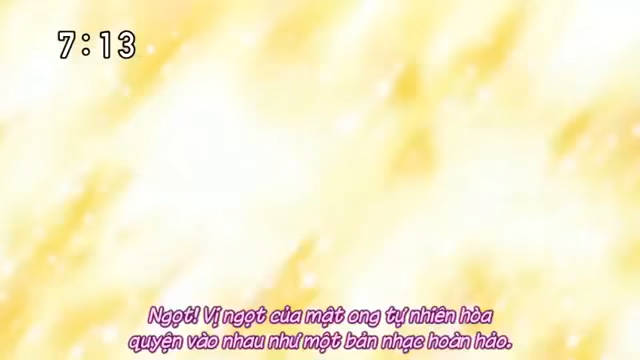 7:13
Ngọt! Vị ngọt của mật ong tự nhiên hòa
quyện vào nhau như một bản nhạc hoàn hảo.